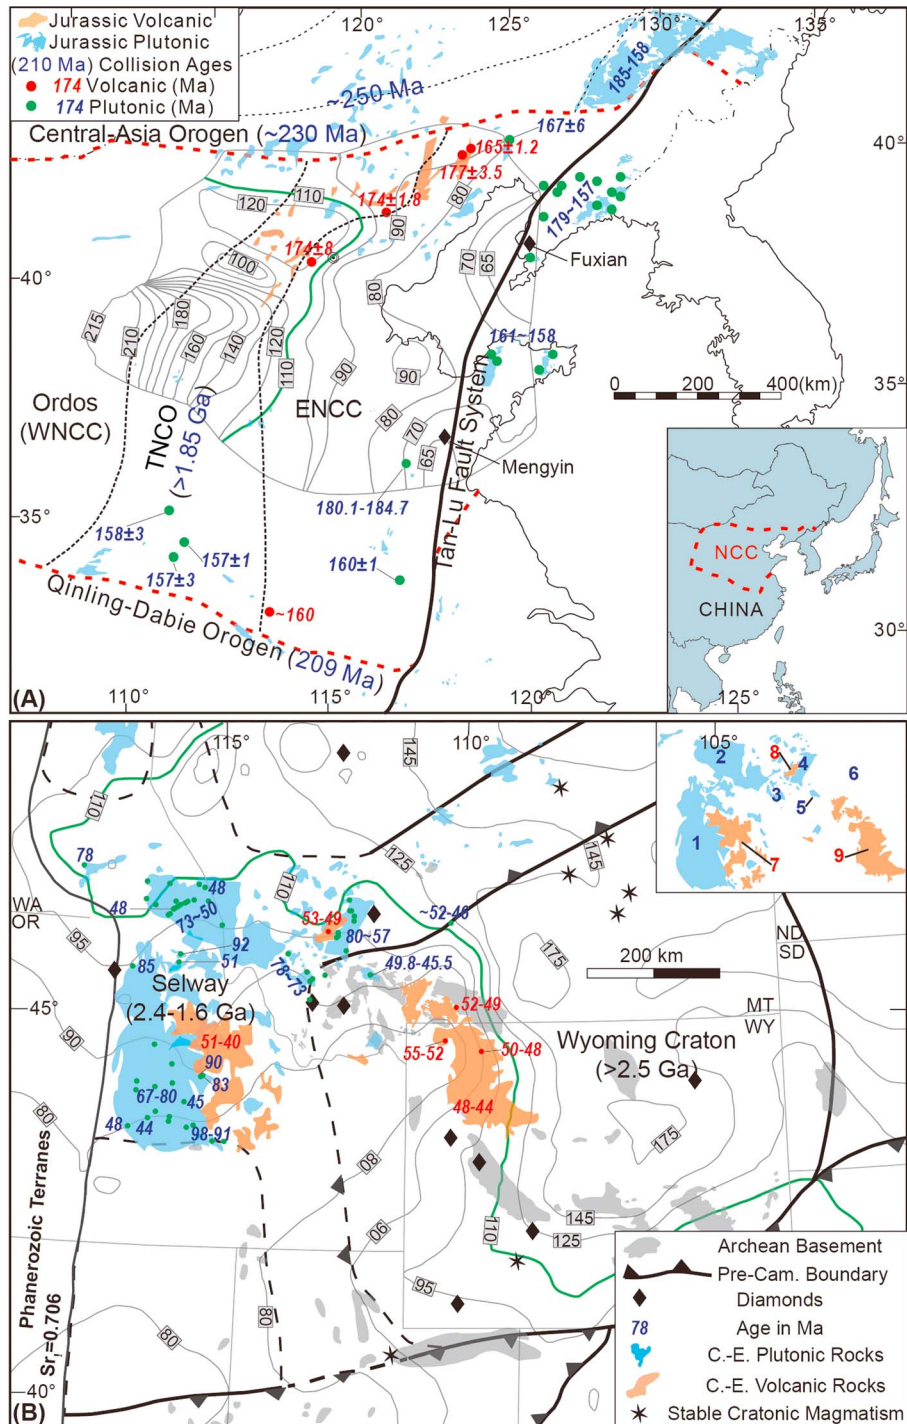 Jurassic Volcanic
Jurassic Plutonic
(210 Ma) Collision Ages
174 Volcanic (Ma)
174 Plutonic (Ma)
120°
125°
130°
135°
~250 Ma
185-158
Central-Asia Orogen (~230 Ma)
167±6
165±1.2
177±3.5
40°
110
120
80
174±1.8
90
179~157
174±8
100
70
65
Fuxian
40°
80
215
210
180
160
140
120
110
90
90
161~158
0 200 200 400(km)
35°
Ordos
(WNCC)
TNCO
(>1.85 Ga)
ENCC
80
70
65
Mengyin
Tan-Lu Fault System
180.1-184.7
35°
158±3
157±1
157±3
160±1
~160
Qinling-Dabie Orogen (209 Ma)
NCC
CHINA
30°
(A)
110°
115°
120°
125°
115°
110°
105°
145
110
125
145
8
2
4
6
3
5
1
7
9
78
48
110
WA
OR
48
73~50
53-49
~52-46
80~57
95
92
51
85
78~73
49.8-45.5
175
ND
SD
200 km
Selway
(2.4-1.6 Ga)
45°
52-49
MT
WY
90
51-40
55-52
50-48
Wyoming Craton
(>2.5 Ga)
90
83
67-80
45
48-44
80
48
44
98-91
175
80
Phanerozoic Terranes
Sri=0.706
90
110
145
125
95
80
80
Archean Basement
Pre-Cam. Boundary
Diamonds
78 Age in Ma
C.-E. Plutonic Rocks
C.-E. Volcanic Rocks
Stable Cratonic Magmatism
40°
(B)